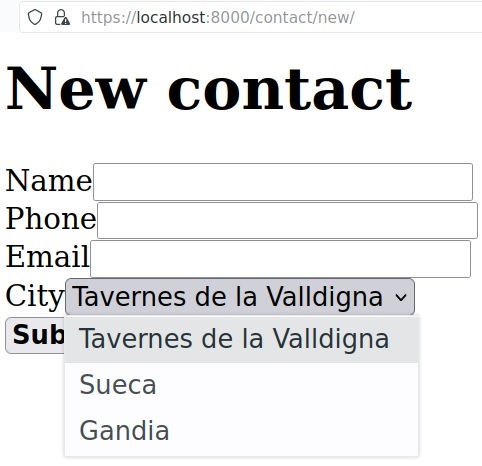 https://localhost:8000/contact/new/
New contact
Name
Phone
Email
City Tavernes de la Valldigna
Sub
Tavernes de la Valldigna
Sueca
Gandia